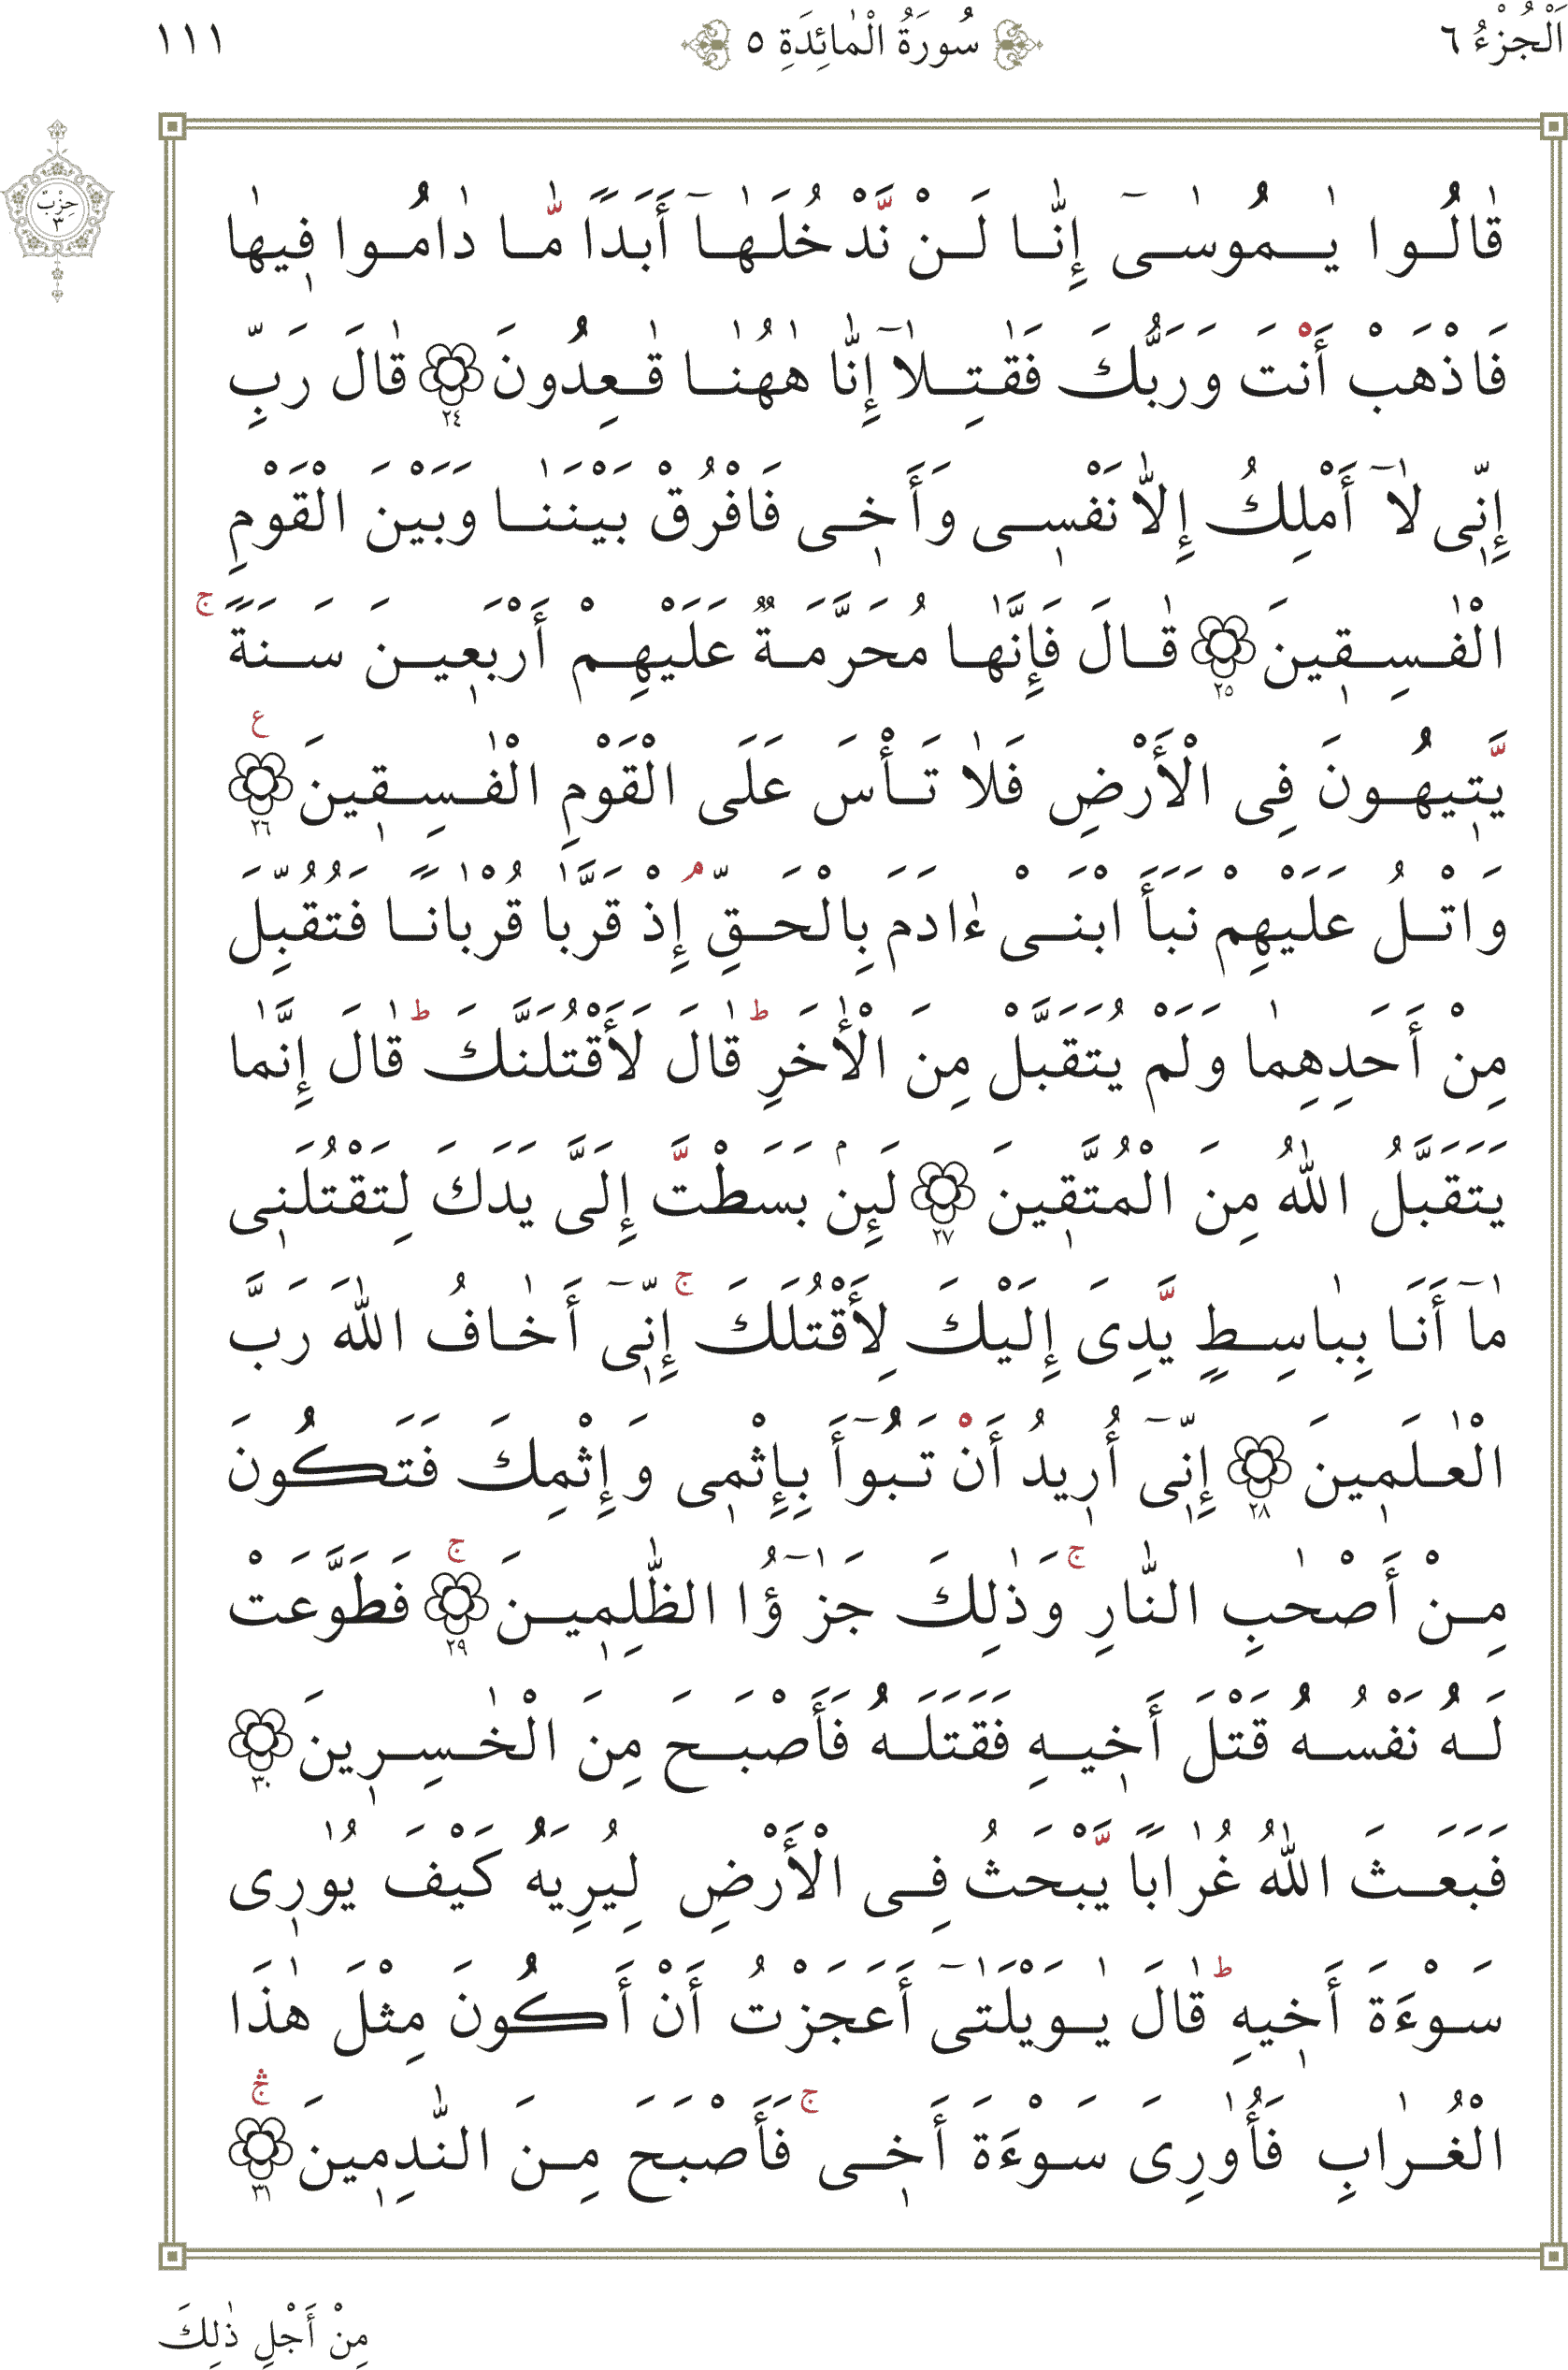 اَلْجُزْءُ ٦
سُورَةُ الْمٰائِدَةِ ٥
١١١
حِزْبٌ
٣
قٰالُوا يٰمُوسٰىٓ إِنّٰا لَنْ نَّدْخُلَهٰآ أَبَدًا مّٰا دٰامُوا فٖيهٰا
فَاذْهَبْ أَنْتَ وَرَبُّكَ فَقٰتِلٰآ إِنّٰا هٰهُنٰا قٰعِدُونَ ٢٤ قٰالَ رَبِّ
إِنّٖى لٰآ أَمْلِكُ إِلّٰا نَفْسٖى وَأَخٖى فَافْرُقْ بَيْنَنٰا وَبَيْنَ الْقَوْمِ
الْفٰسِقٖينَ ٢٥ قٰالَ فَإِنَّهٰا مُحَرَّمَةٌ عَلَيْهِمْ أَرْبَعٖينَ سَنَةً ۚ
يَّتٖيهُونَ فِى الْأَرْضِ فَلٰا تَأْسَ عَلَى الْقَوْمِ الْفٰسِقٖينَ ع ٢٦
وَاتْلُ عَلَيْهِمْ نَبَأَ ابْنَىْ ءٰادَمَ بِالْحَقِّ ۘ إِذْ قَرَّبٰا قُرْبٰانًا فَتُقُبِّلَ
مِنْ أَحَدِهِمٰا وَلَمْ يُتَقَبَّلْ مِنَ الْأٰخَرِ ؕ قٰالَ لَأَقْتُلَنَّكَ ؕ قٰالَ إِنَّمٰا
يَتَقَبَّلُ اللّٰهُ مِنَ الْمُتَّقٖينَ ٢٧ لَئِنۢ بَسَطْتَّ إِلَىَّ يَدَكَ لِتَقْتُلَنٖى
مٰآ أَنَا بِبٰاسِطٍ يَّدِىَ إِلَيْكَ لِأَقْتُلَكَ ۚ إِنّٖىٓ أَخٰافُ اللّٰهَ رَبَّ
الْعٰلَمٖينَ ٢٨ إِنّٖىٓ أُرٖيدُ أَنْ تَبُوٓأَ بِإِثْمٖى وَإِثْمِكَ فَتَكُونَ
مِنْ أَصْحٰبِ النّٰارِ ۚ وَذٰلِكَ جَزٰٓؤُا الظّٰلِمٖينَ ۚ ٢٩ فَطَوَّعَتْ
لَهُ نَفْسُهُ قَتْلَ أَخٖيهِ فَقَتَلَهُ فَأَصْبَحَ مِنَ الْخٰسِرٖينَ ٣٠
فَبَعَثَ اللّٰهُ غُرٰابًا يَّبْحَثُ فِى الْأَرْضِ لِيُرِيَهُ كَيْفَ يُوٰرٖى
سَوْءَةَ أَخٖيهِ ؕ قٰالَ يٰوَيْلَتٰىٓ أَعَجَزْتُ أَنْ أَكُونَ مِثْلَ هٰذَا
الْغُرٰابِ فَأُوٰرِىَ سَوْءَةَ أَخٖى ۚ فَأَصْبَحَ مِنَ النّٰدِمٖينَ ۛۚ ٣١
مِنْ أَجْلِ ذٰلِكَ